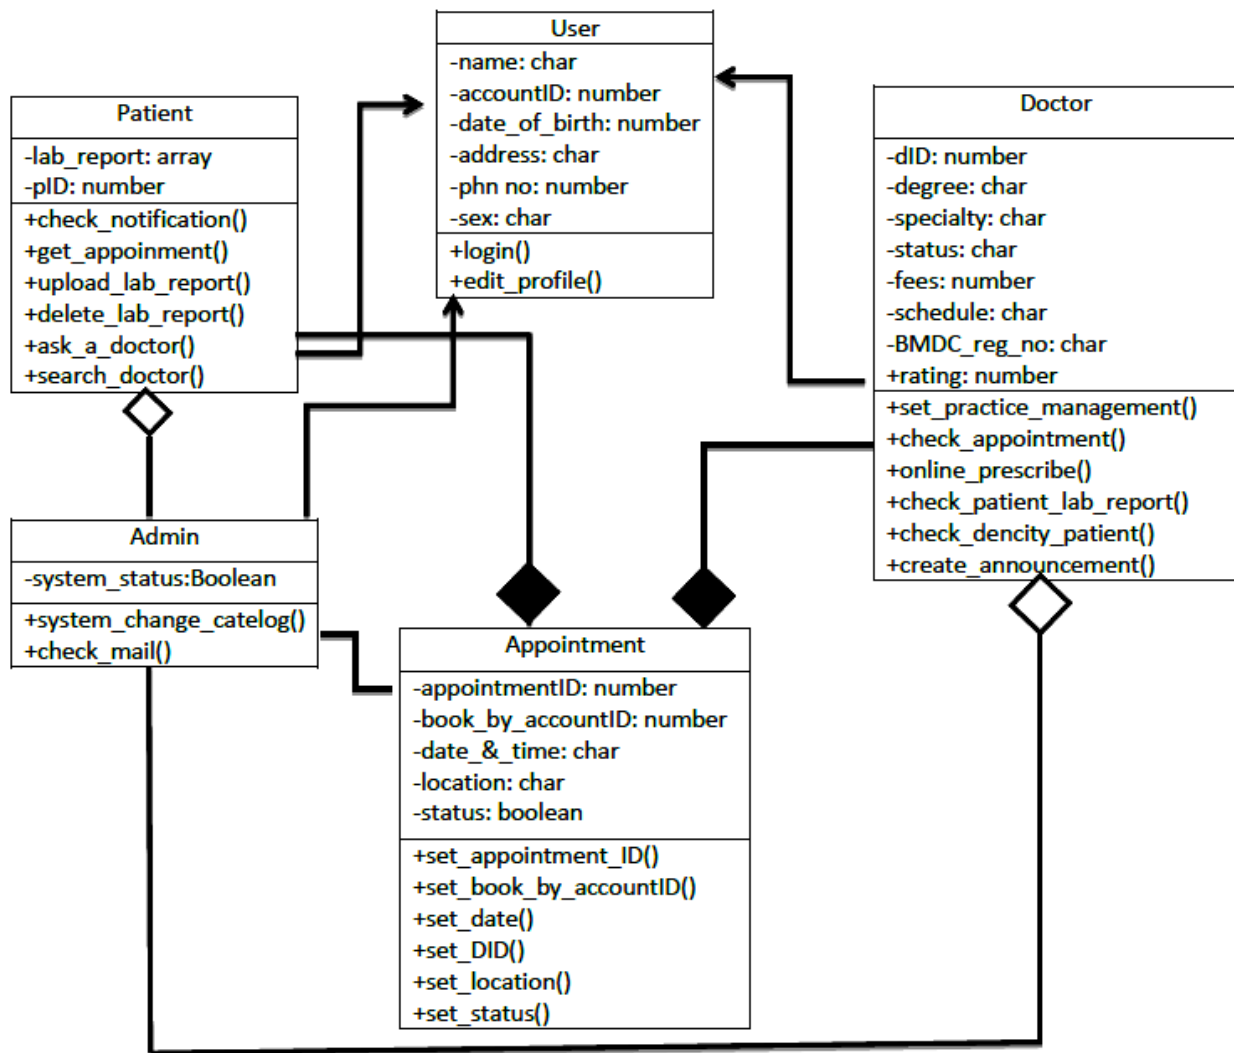 User
-name: char
-accountID: number
-date_of_birth: number
-address: char
-phn no: number
-sex: char
+login()
+edit_profile()
Patient
-lab_report: array
-pID: number
+check_notification()
+get_appoinment()
+upload_lab_report()
+delete_lab_report()
+ask_a_doctor()
+search_doctor()
Doctor
-dID: number
-degree: char
-specialty: char
-status: char
-fees: number
-schedule: char
-BMDC_reg_no: char
+rating: number
+set_practice_management()
+check_appointment()
+online_prescribe()
+check_patient_lab_report()
+check_dencity_patient()
+create_announcement()
Admin
-system_status:Boolean
+system_change_catelog()
+check_mail()
Appointment
-appointmentID: number
-book_by_accountID: number
-date_&_time: char
-location: char
-status: boolean
+set_appointment_ID()
+set_book_by_accountID()
+set_date()
+set_DID()
+set_location()
+set_status()